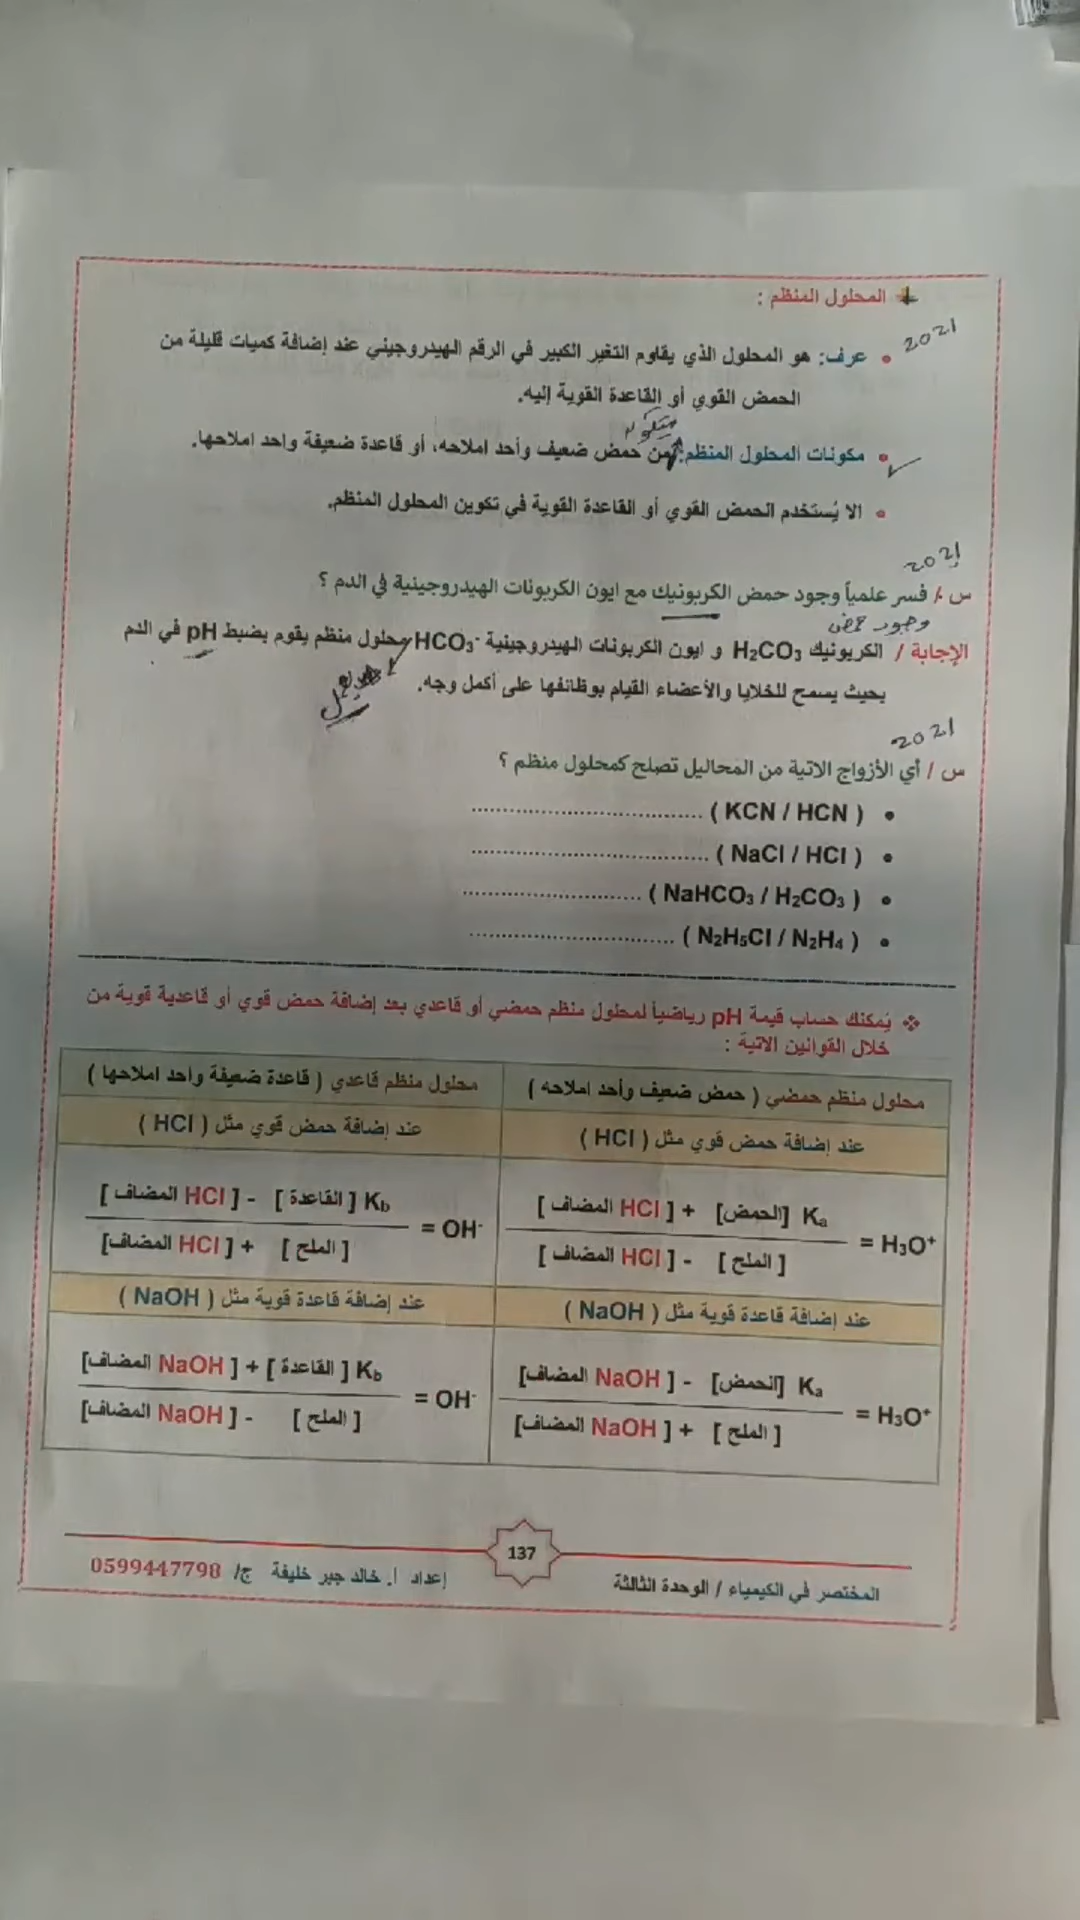 المحلول المنظم :
2021
• عرف: هو المحلول الذي يقاوم التغير الكبير في الرقم الهيدروجيني عند إضافة كميات قليلة من
الحمض القوي أو القاعدة القوية إليه.
يتكون
• مكونات المحلول المنظم: من حمض ضعيف وأحد املاحه، أو قاعدة ضعيفة واحد املاحها.
• الا يُستخدم الحمض القوي أو القاعدة القوية في تكوين المحلول المنظم.
2021
س / فسر علمياً وجود حمض الكربونيك مع ايون الكربونات الهيدروجينية في الدم ؟
وجود حمض
الإجابة / الكربونيك H₂CO₃ و ايون الكربونات الهيدروجينية HCO₃⁻ محلول منظم يقوم بضبط pH في الدم
بحيث يسمح للخلايا والأعضاء القيام بوظائفها على أكمل وجه.
2021
س / أي الأزواج الاتية من المحاليل تصلح كمحلول منظم ؟
• ( KCN / HCN ) ..............................
• ( NaCl / HCl ) ..............................
• ( NaHCO₃ / H₂CO₃ ) ..............................
• ( N₂H₅Cl / N₂H₄ ) ..............................
❖ يُمكنك حساب قيمة pH رياضياً لمحلول منظم حمضي أو قاعدي بعد إضافة حمض قوي أو قاعدية قوية من
خلال القوانين الاتية :
محلول منظم حمضي ( حمض ضعيف وأحد املاحه )
محلول منظم قاعدي ( قاعدة ضعيفة واحد املاحها )
عند إضافة حمض قوي مثل ( HCl )
عند إضافة حمض قوي مثل ( HCl )
Kₐ [الحمض] + [ HCl المضاف ]
H₃O⁺ =
[ الملح ] - [ HCl المضاف ]
K_b [ القاعدة ] - [ HCl المضاف ]
OH⁻ =
[ الملح ] + [ HCl المضاف]
عند إضافة قاعدة قوية مثل ( NaOH )
عند إضافة قاعدة قوية مثل ( NaOH )
Kₐ [الحمض] - [ NaOH المضاف]
H₃O⁺ =
[ الملح ] + [ NaOH المضاف]
K_b [ القاعدة ] + [ NaOH المضاف]
OH⁻ =
[ الملح ] - [ NaOH المضاف]
137
المختصر في الكيمياء / الوحدة الثالثة
إعداد أ. خالد جبر خليفة ج/ 0599447798